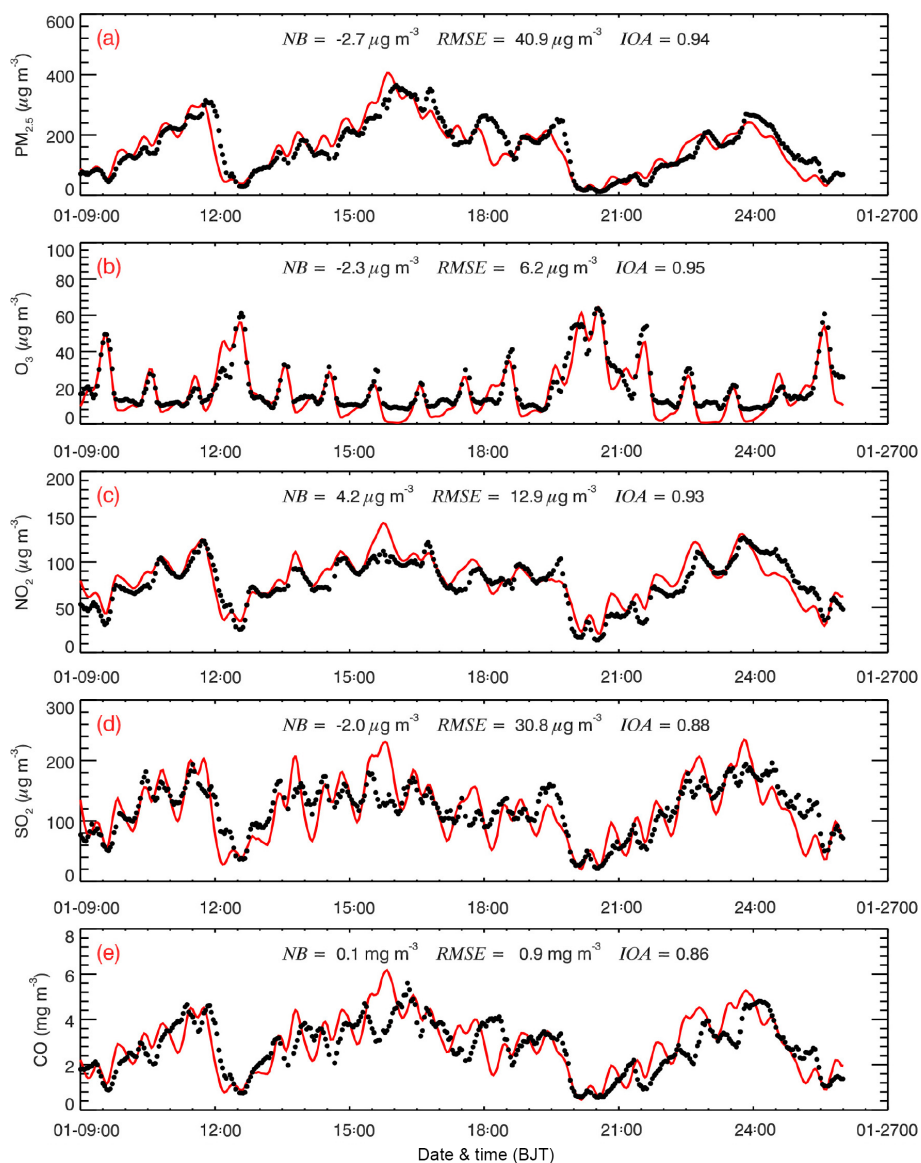 (a) NB = -2.7 μg m⁻³ RMSE = 40.9 μg m⁻³ IOA = 0.94
PM₂.₅ (μg m⁻³)
600
400
200
0
01-09:00 12:00 15:00 18:00 21:00 24:00 01-2700
(b) NB = -2.3 μg m⁻³ RMSE = 6.2 μg m⁻³ IOA = 0.95
O₃ (μg m⁻³)
100
80
60
40
20
0
01-09:00 12:00 15:00 18:00 21:00 24:00 01-2700
(c) NB = 4.2 μg m⁻³ RMSE = 12.9 μg m⁻³ IOA = 0.93
NO₂ (μg m⁻³)
200
150
100
50
0
01-09:00 12:00 15:00 18:00 21:00 24:00 01-2700
(d) NB = -2.0 μg m⁻³ RMSE = 30.8 μg m⁻³ IOA = 0.88
SO₂ (μg m⁻³)
300
200
100
0
01-09:00 12:00 15:00 18:00 21:00 24:00 01-2700
(e) NB = 0.1 mg m⁻³ RMSE = 0.9 mg m⁻³ IOA = 0.86
CO (mg m⁻³)
8
6
4
2
0
01-09:00 12:00 15:00 18:00 21:00 24:00 01-2700
Date & time (BJT)